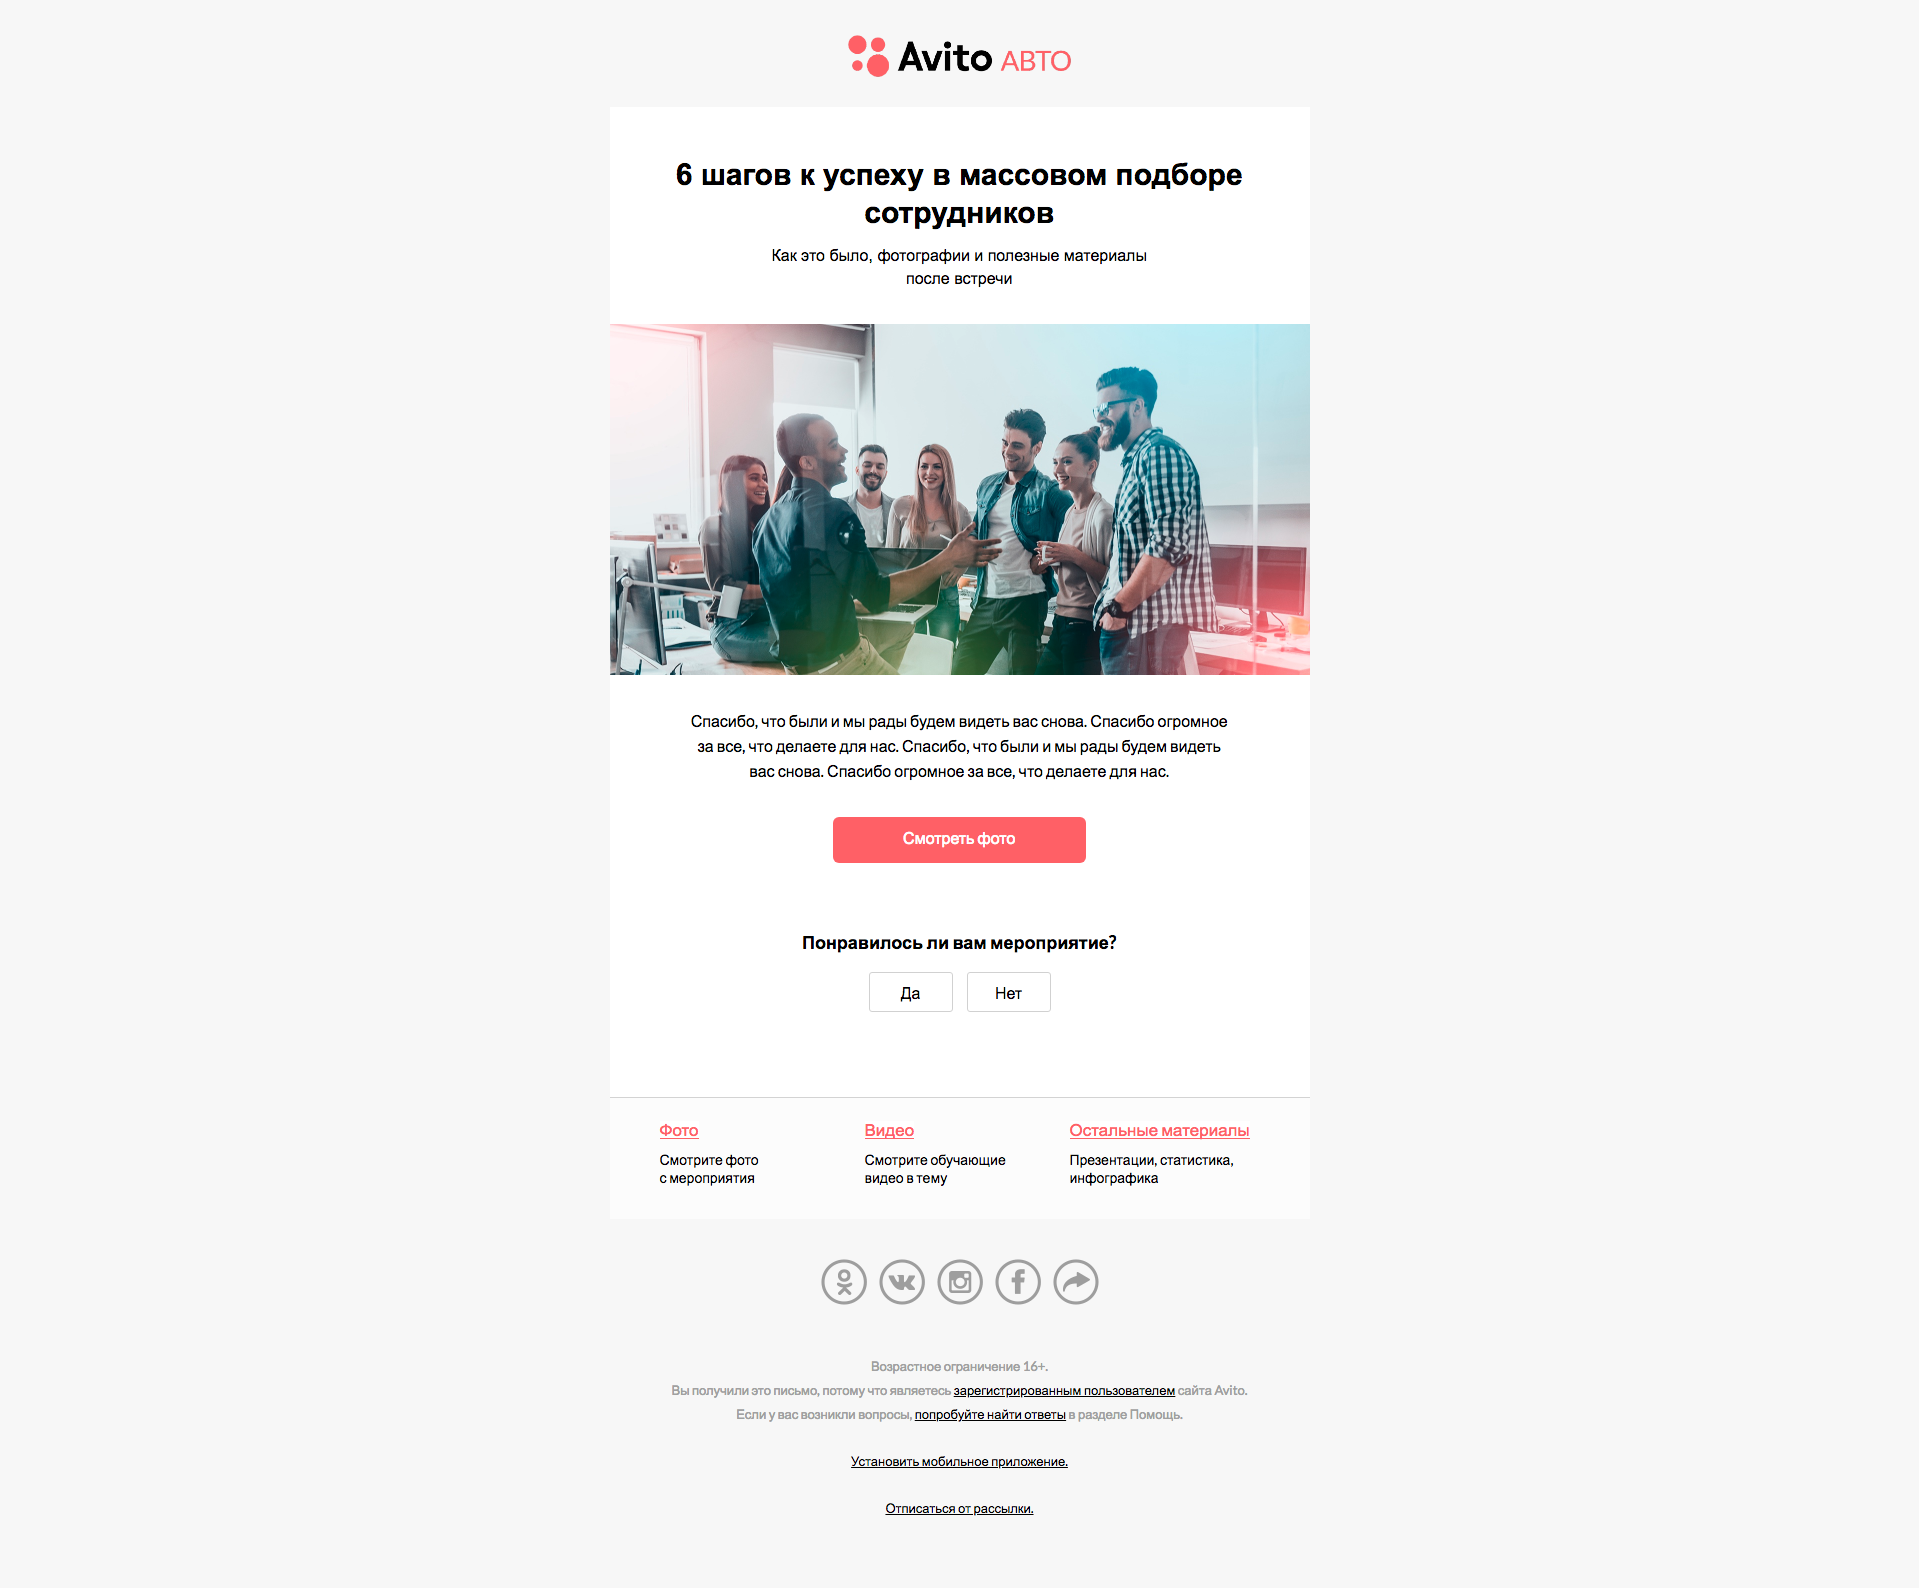 Avito АВТО
6 шагов к успеху в массовом подборе
сотрудников
Как это было, фотографии и полезные материалы
после встречи
Спасибо, что были и мы рады будем видеть вас снова. Спасибо огромное
за все, что делаете для нас. Спасибо, что были и мы рады будем видеть
вас снова. Спасибо огромное за все, что делаете для нас.
Смотреть фото
Понравилось ли вам мероприятие?
Да Нет
Фото Видео Остальные материалы
Смотрите фото Смотрите обучающие Презентации, статистика,
с мероприятия видео в тему инфографика
Возрастное ограничение 16+.
Вы получили это письмо, потому что являетесь зарегистрированным пользователем сайта Avito.
Если у вас возникли вопросы, попробуйте найти ответы в разделе Помощь.
Установить мобильное приложение.
Отписаться от рассылки.